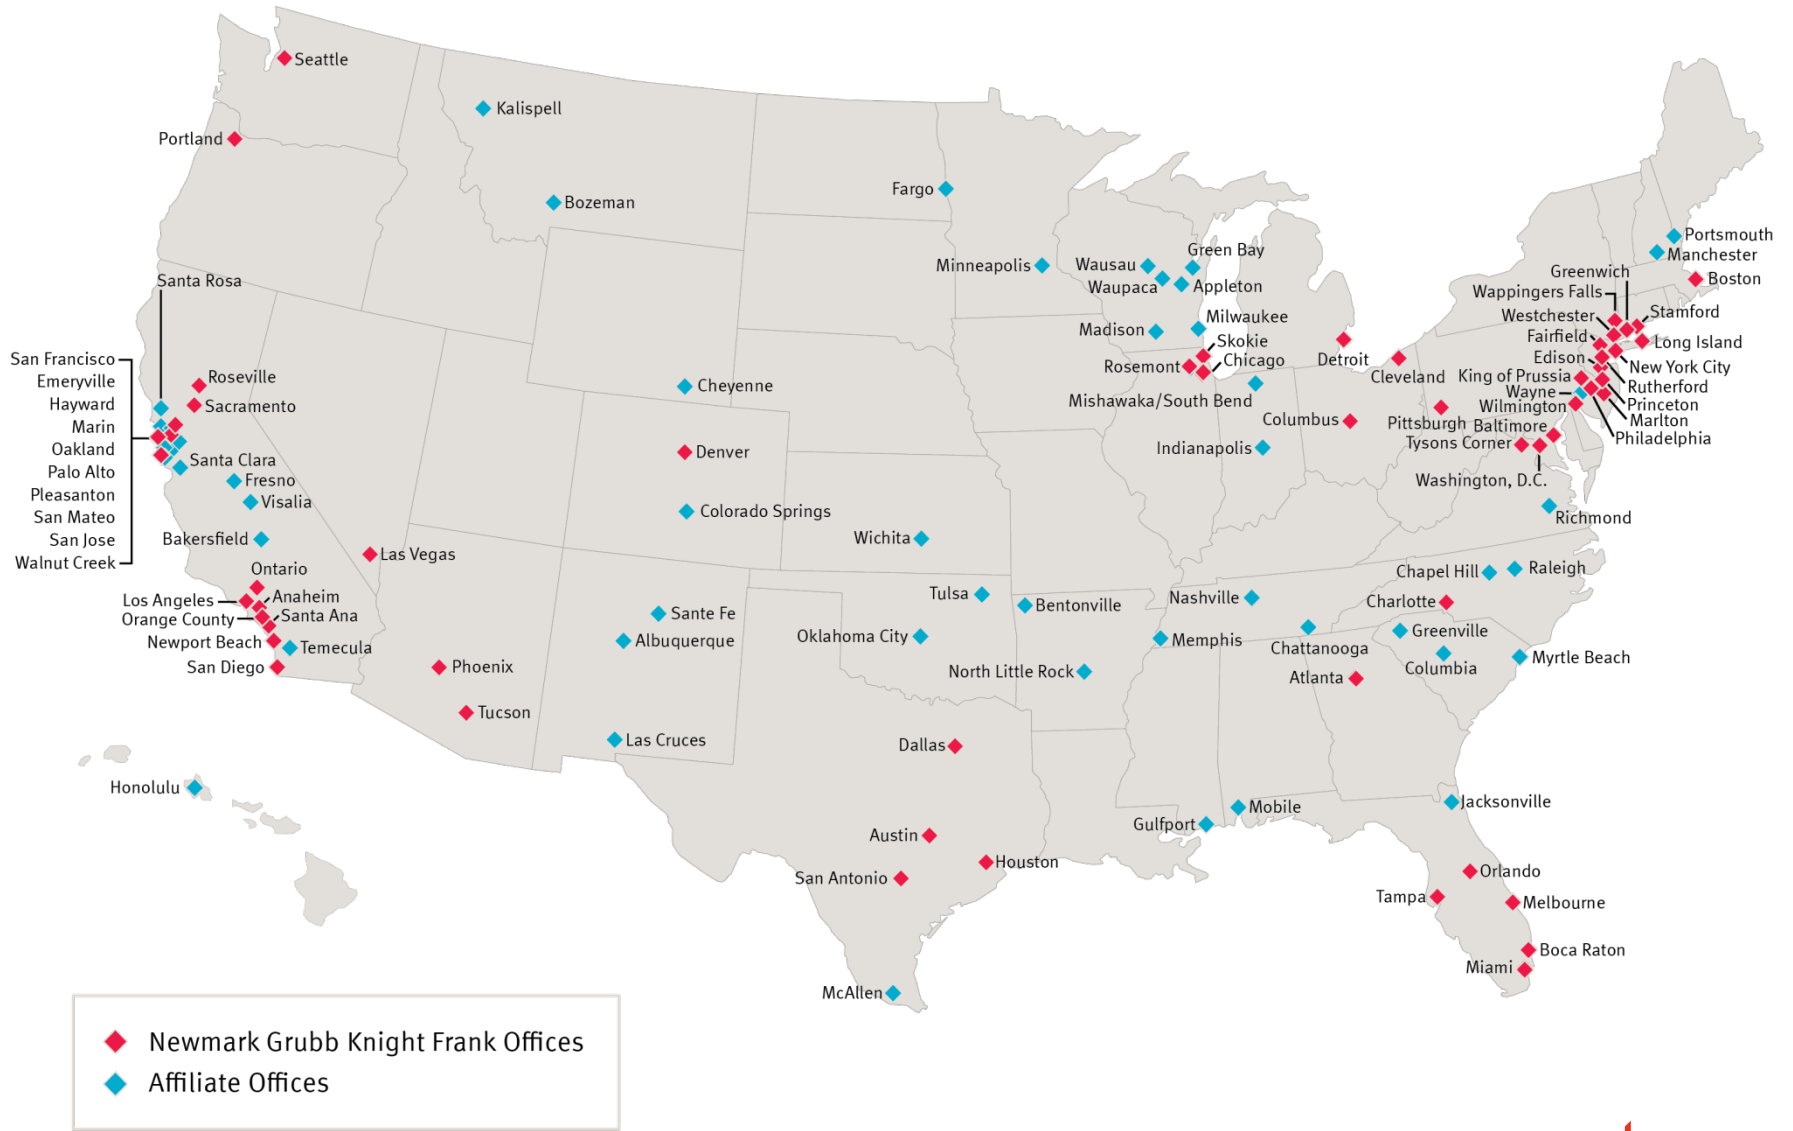 Seattle
Kalispell
Portland
Bozeman
Fargo
Portsmouth
Green Bay
Manchester
Minneapolis
Wausau
Greenwich
Boston
Santa Rosa
Waupaca
Appleton
Wappingers Falls
Stamford
Milwaukee
Westchester
Madison
Fairfield
Skokie
Long Island
San Francisco
Rosemont
Chicago
Detroit
Edison
New York City
Emeryville
Roseville
Cheyenne
Cleveland
King of Prussia
Rutherford
Hayward
Sacramento
Mishawaka/South Bend
Wayne
Princeton
Wilmington
Marin
Columbus
Pittsburgh
Baltimore
Marlton
Philadelphia
Oakland
Denver
Indianapolis
Tysons Corner
Santa Clara
Palo Alto
Fresno
Washington, D.C.
Pleasanton
Visalia
San Mateo
Colorado Springs
Richmond
San Jose
Bakersfield
Wichita
Walnut Creek
Las Vegas
Ontario
Chapel Hill
Raleigh
Los Angeles
Anaheim
Tulsa
Bentonville
Nashville
Charlotte
Orange County
Santa Ana
Sante Fe
Newport Beach
Temecula
Albuquerque
Oklahoma City
Memphis
Chattanooga
Greenville
San Diego
Phoenix
North Little Rock
Atlanta
Columbia
Myrtle Beach
Tucson
Las Cruces
Dallas
Honolulu
Mobile
Jacksonville
Gulfport
Austin
Houston
San Antonio
Orlando
Tampa
Melbourne
Boca Raton
Miami
McAllen
Newmark Grubb Knight Frank Offices
Affiliate Offices